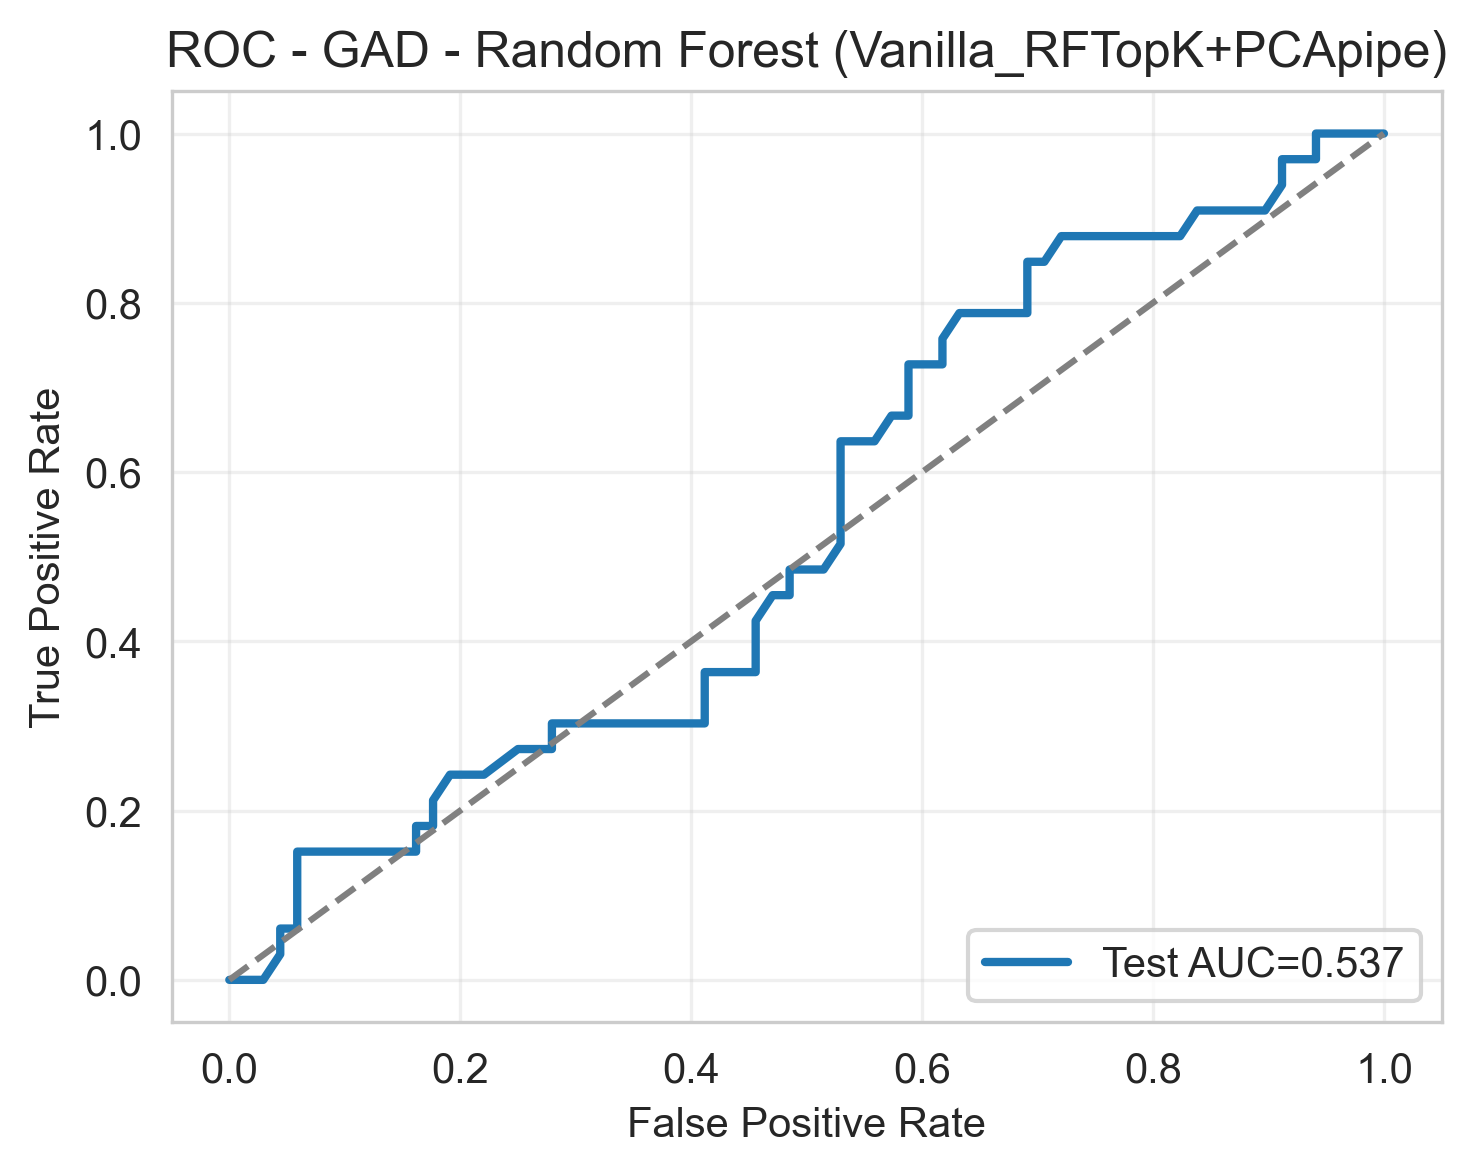 ROC - GAD - Random Forest (Vanilla_RFTopK+PCApipe)
True Positive Rate
1.0
0.8
0.6
0.4
0.2
0.0
Test AUC=0.537
0.0 0.2 0.4 0.6 0.8 1.0
False Positive Rate